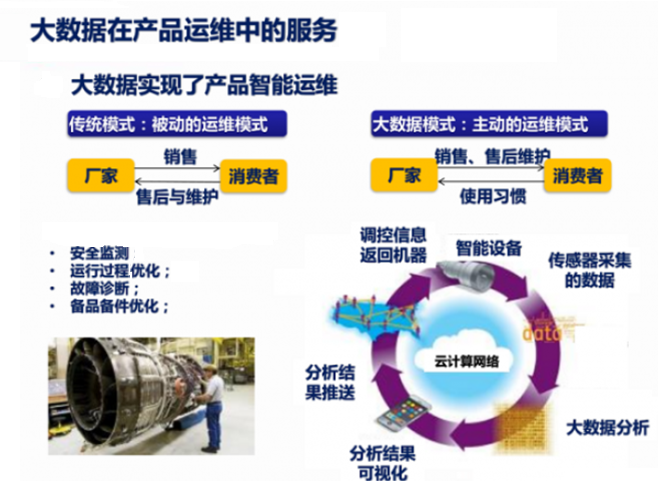 大数据在产品运维中的服务
大数据实现了产品智能运维
传统模式：被动的运维模式
厂家
销售
消费者
售后与维护
大数据模式：主动的运维模式
厂家
销售、售后维护
消费者
使用习惯
• 安全监测
• 运行过程优化；
• 故障诊断；
• 备品备件优化；
调控信息
返回机器
智能设备
传感器采集
的数据
data
云计算网络
分析结
果推送
大数据分析
分析结果
可视化